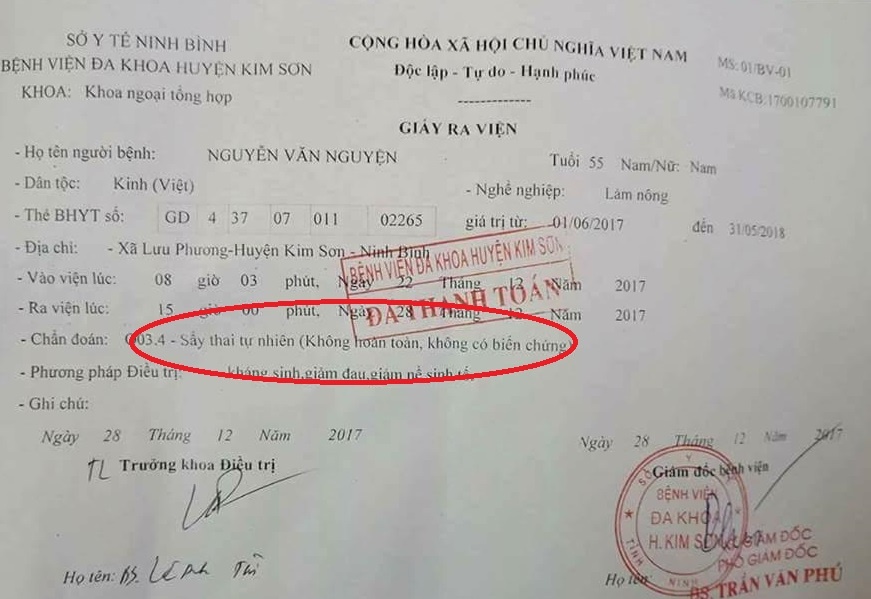 SỞ Y TẾ NINH BÌNH
BỆNH VIỆN ĐA KHOA HUYỆN KIM SƠN
KHOA: Khoa ngoại tổng hợp
CỘNG HÒA XÃ HỘI CHỦ NGHĨA VIỆT NAM
Độc lập - Tự do - Hạnh phúc
MS: 01/BV-01
Mã KCB:1700107791
GIẤY RA VIỆN
- Họ tên người bệnh: NGUYỄN VĂN NGUYỆN Tuổi 55 Nam/Nữ: Nam
- Dân tộc: Kinh (Việt) - Nghề nghiệp: Làm nông
- Thẻ BHYT số: GD 4 37 07 011 02265 giá trị từ: 01/06/2017 đến 31/05/2018
- Địa chỉ: - Xã Lưu Phương-Huyện Kim Sơn - Ninh Bình
BỆNH VIỆN ĐA KHOA HUYỆN KIM SƠN
ĐÃ THANH TOÁN
- Vào viện lúc: 08 giờ 03 phút, Ngày 22 Tháng 12 Năm 2017
- Ra viện lúc: 15 giờ 00 phút, Ngày 28 Tháng 12 Năm 2017
- Chẩn đoán: O03.4 - Sẩy thai tự nhiên (Không hoàn toàn, không có biến chứng)
- Phương pháp Điều trị: kháng sinh,giảm đau,giảm nề,sinh tố,
- Ghi chú:
Ngày 28 Tháng 12 Năm 2017
TL Trưởng khoa Điều trị
Họ tên: BS.
Ngày 28 Tháng 12 Năm 2017
Giám đốc bệnh viện
SỞ Y
BỆNH VIỆN
ĐA KHOA
H. KIM SƠN
TỈNH NINH
GIÁM ĐỐC
PHÓ GIÁM ĐỐC
Họ tên:
BS. TRẦN VĂN PHÚ